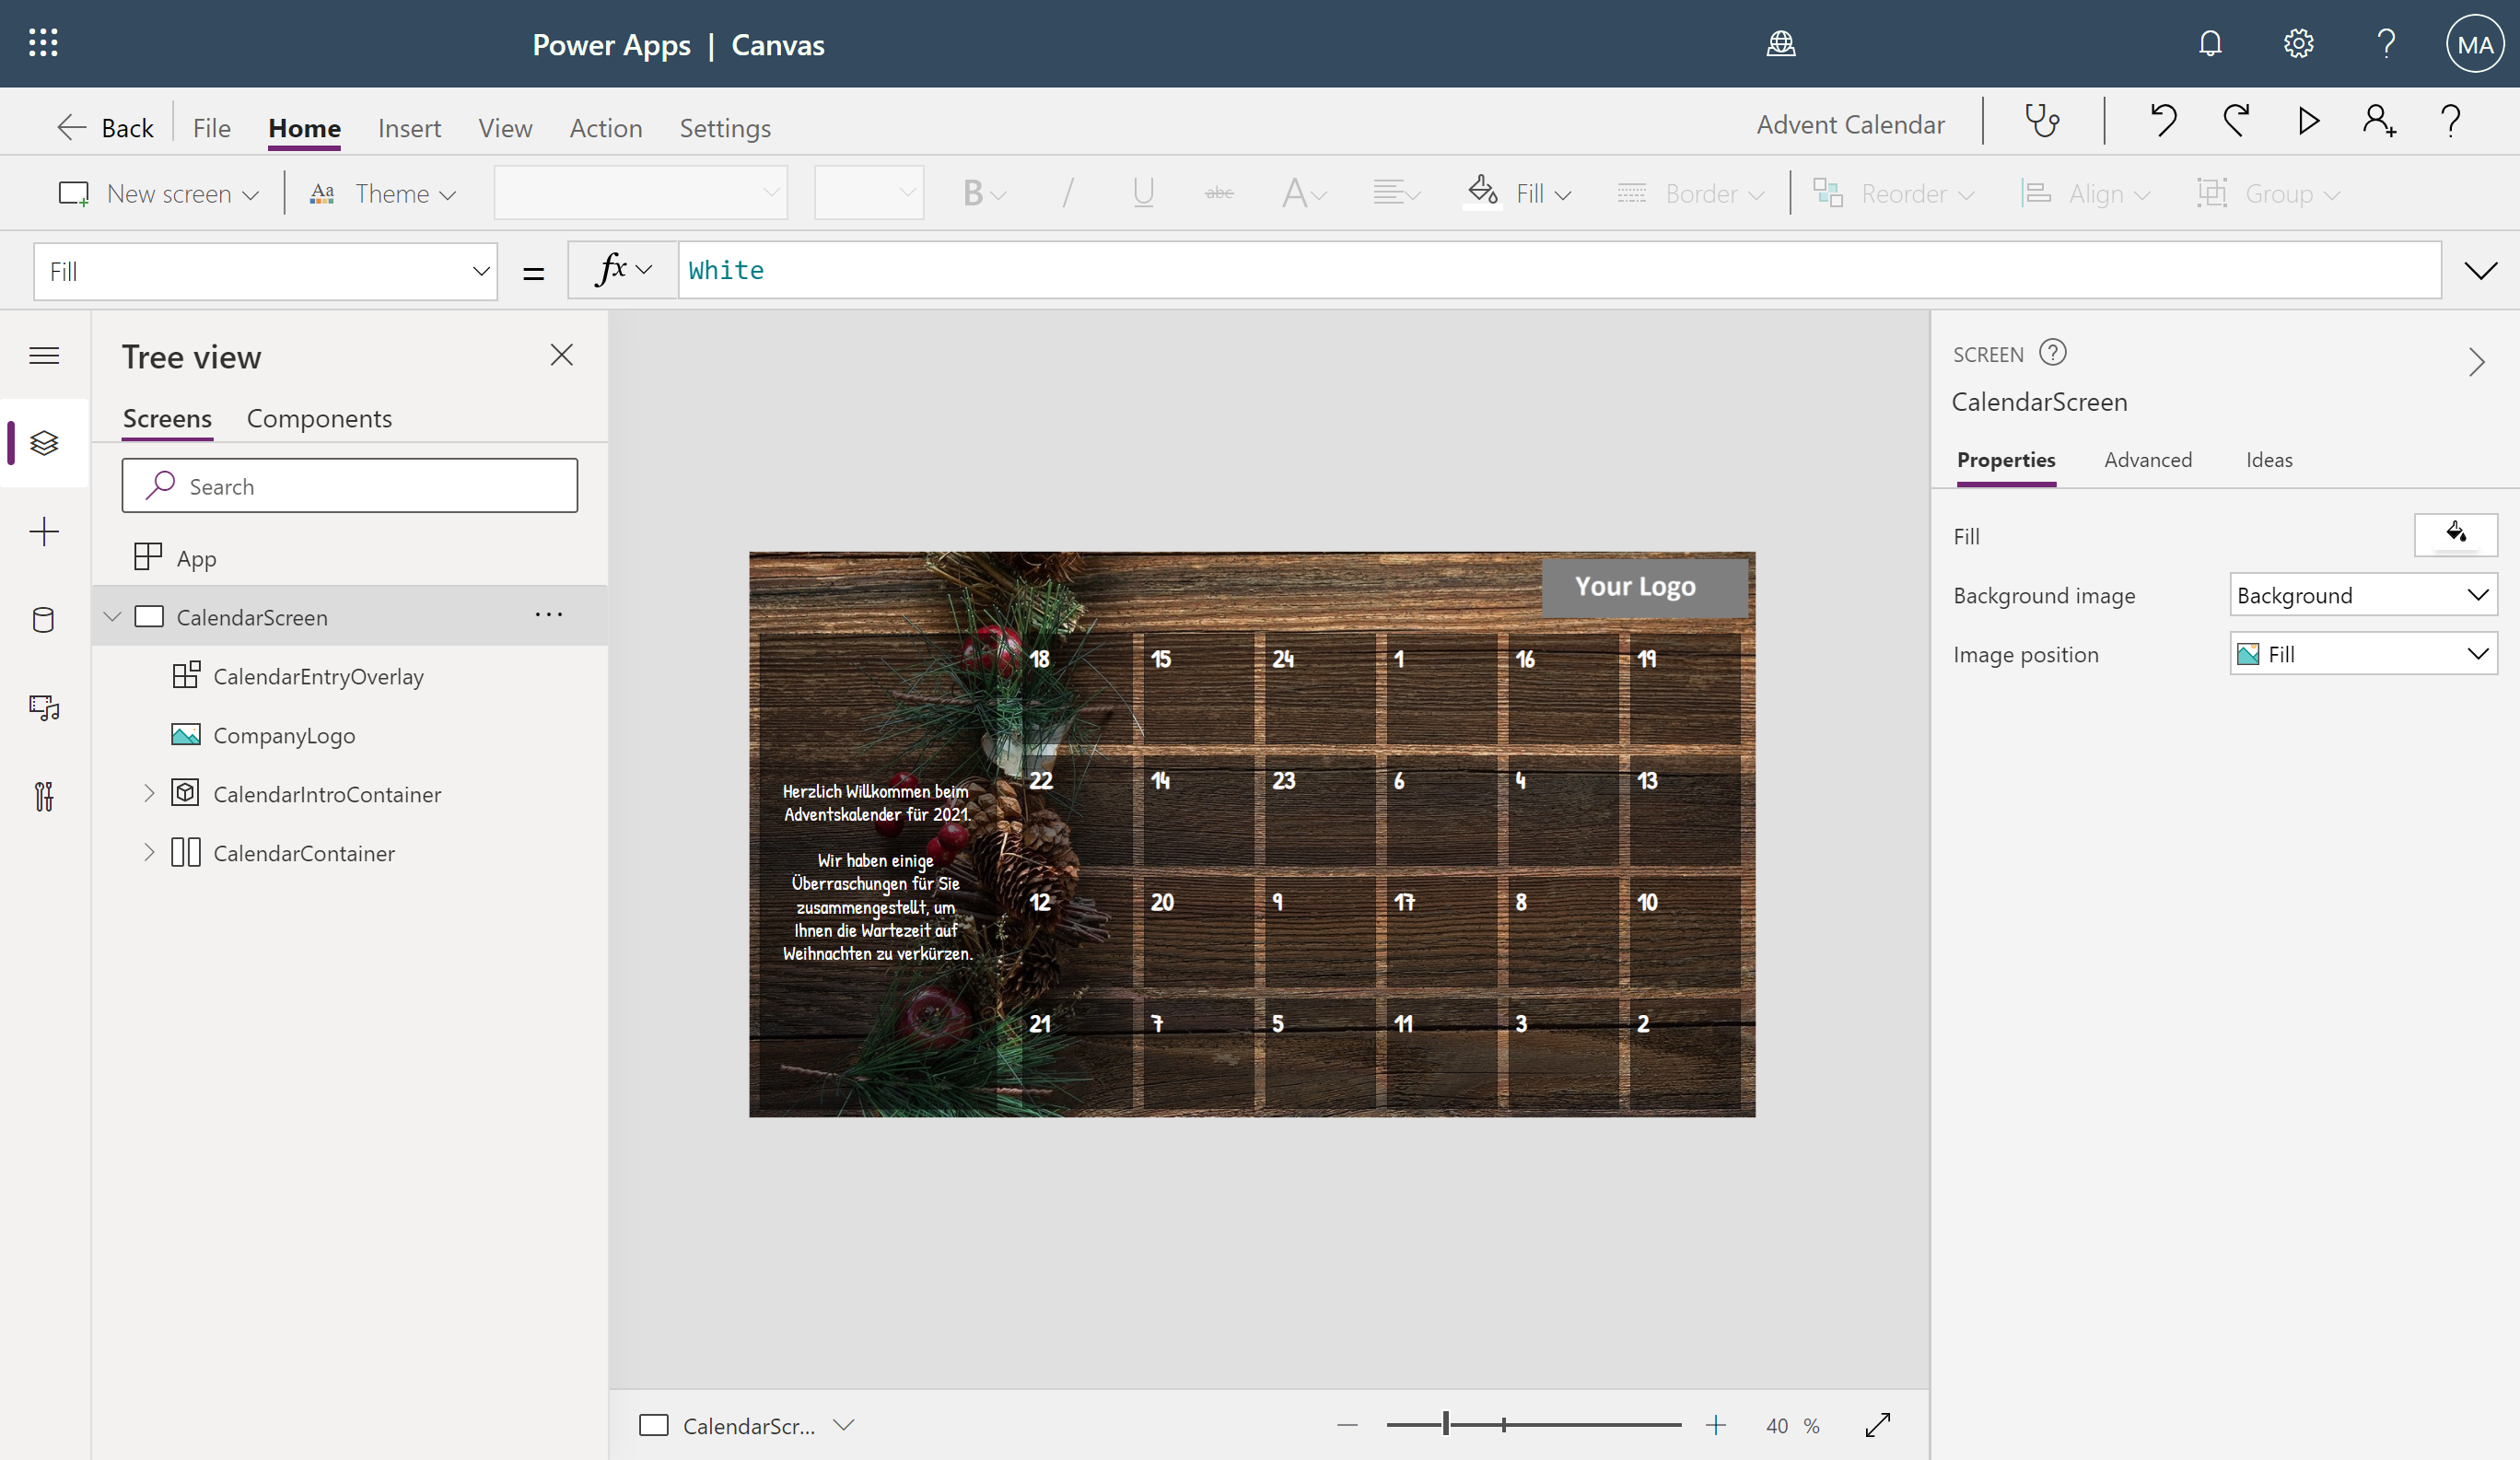 Power Apps | Canvas
MA
Back File Home Insert View Action Settings
Advent Calendar
New screen Aa Theme B / U abc A Fill Border Reorder Align Group
Fill = fx White
Tree view
Screens Components
Search
App
CalendarScreen
CalendarEntryOverlay
CompanyLogo
CalendarIntroContainer
CalendarContainer
Your Logo
Herzlich Willkommen beim
Adventskalender für 2021.
Wir haben einige
Überraschungen für Sie
zusammengestellt, um
Ihnen die Wartezeit auf
Weihnachten zu verkürzen.
18 15 24 1 16 19
22 14 23 6 4 13
12 20 9 17 8 10
21 7 5 11 3 2
CalendarScr...
40 %
SCREEN
CalendarScreen
Properties Advanced Ideas
Fill
Background image Background
Image position Fill